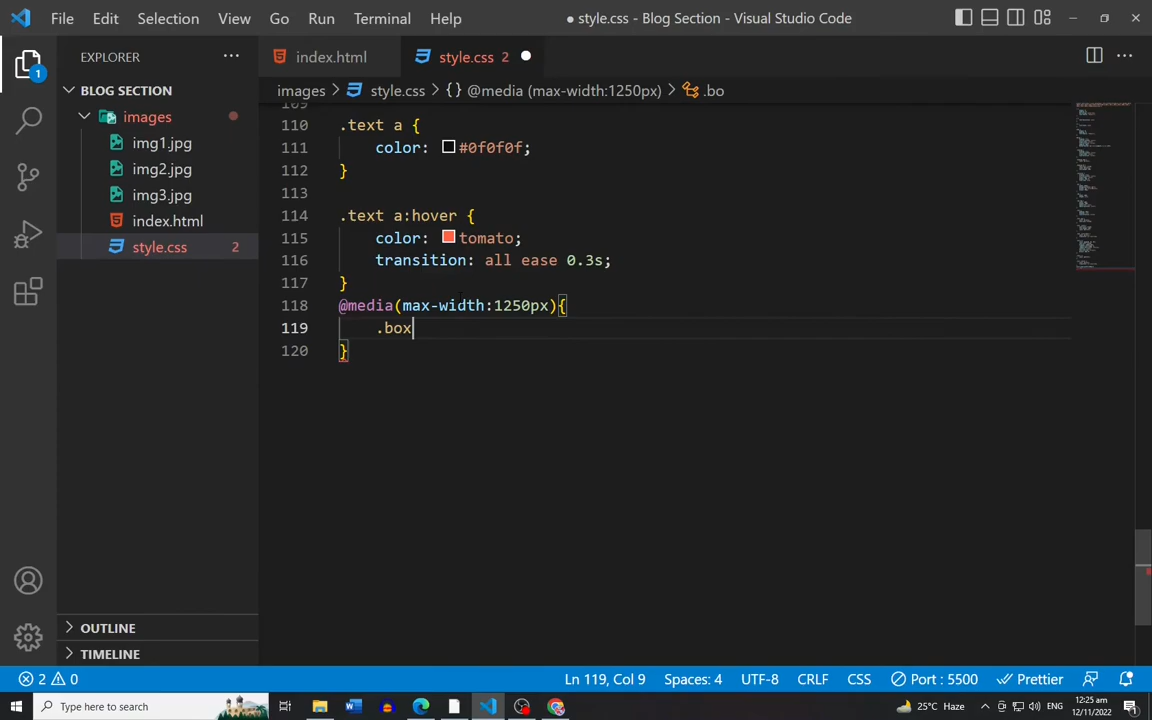 File Edit Selection View Go Run Terminal Help
● style.css - Blog Section - Visual Studio Code
EXPLORER
index.html
style.css 2
images > style.css > {} @media (max-width:1250px) > .bo
BLOG SECTION
images
img1.jpg
img2.jpg
img3.jpg
index.html
style.css 2
1
109
110 .text a {
111 color: #0f0f0f;
112 }
113
114 .text a:hover {
115 color: tomato;
116 transition: all ease 0.3s;
117 }
118 @media(max-width:1250px){
119 .box
120 }
OUTLINE
TIMELINE
2 0
Ln 119, Col 9 Spaces: 4 UTF-8 CRLF CSS Port : 5500 Prettier
Type here to search
25°C Haze
ENG
12:25 am
12/11/2022
1